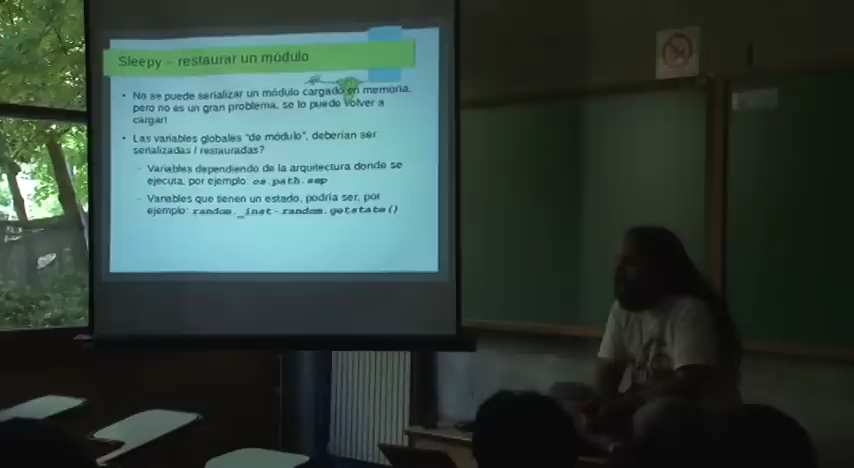 Sleepy – restaurar un módulo
• No se puede serializar un módulo cargado en memoria,
pero no es un gran problema, se lo puede volver a
cargar!
• Las variables globales "de módulo", deberían ser
serializadas / restauradas?
– Variables dependiendo de la arquitectura donde se
ejecuta, por ejemplo: os.path.sep
– Variables que tienen un estado, podría ser, por
ejemplo: random._inst.random.getstate()